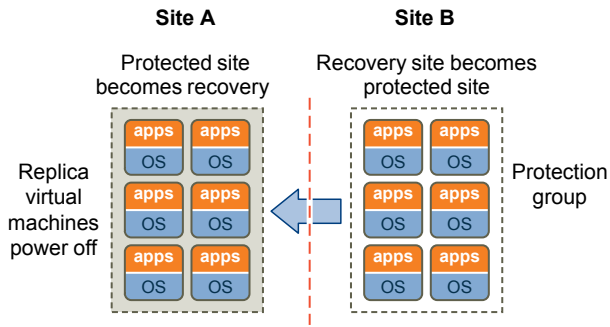 Site A
Site B
Protected site
becomes recovery
Recovery site becomes
protected site
apps apps
OS OS
apps apps
OS OS
apps apps
OS OS
Replica
virtual
machines
power off
apps apps
OS OS
apps apps
OS OS
apps apps
OS OS
Protection
group